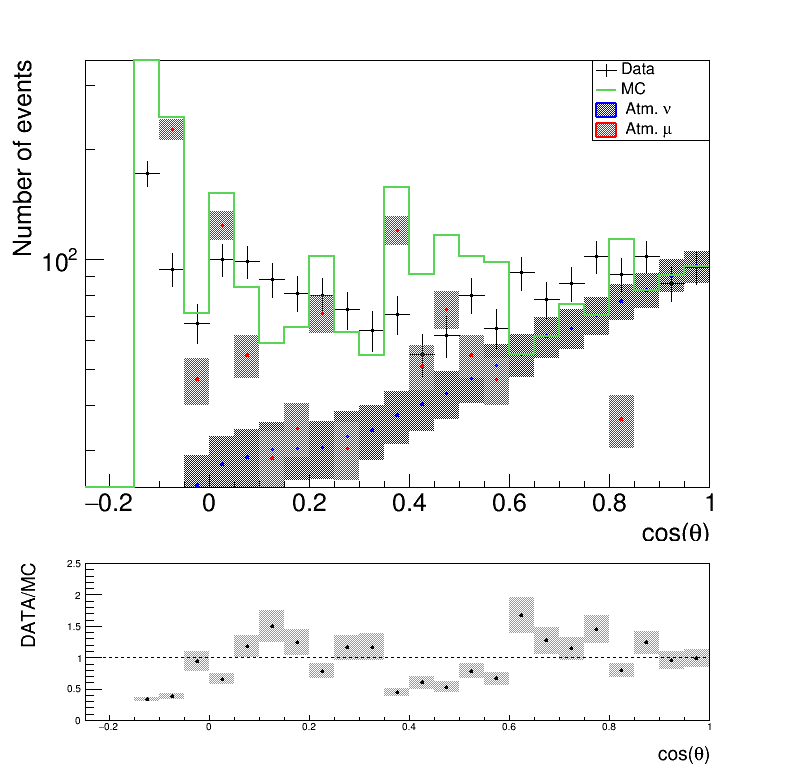 Number of events
Data
MC
Atm. ν
Atm. μ
10²
−0.2 0 0.2 0.4 0.6 0.8 1
cos(θ)
DATA/MC
2.5
2
1.5
1
0.5
0
−0.2 0 0.2 0.4 0.6 0.8 1
cos(θ)